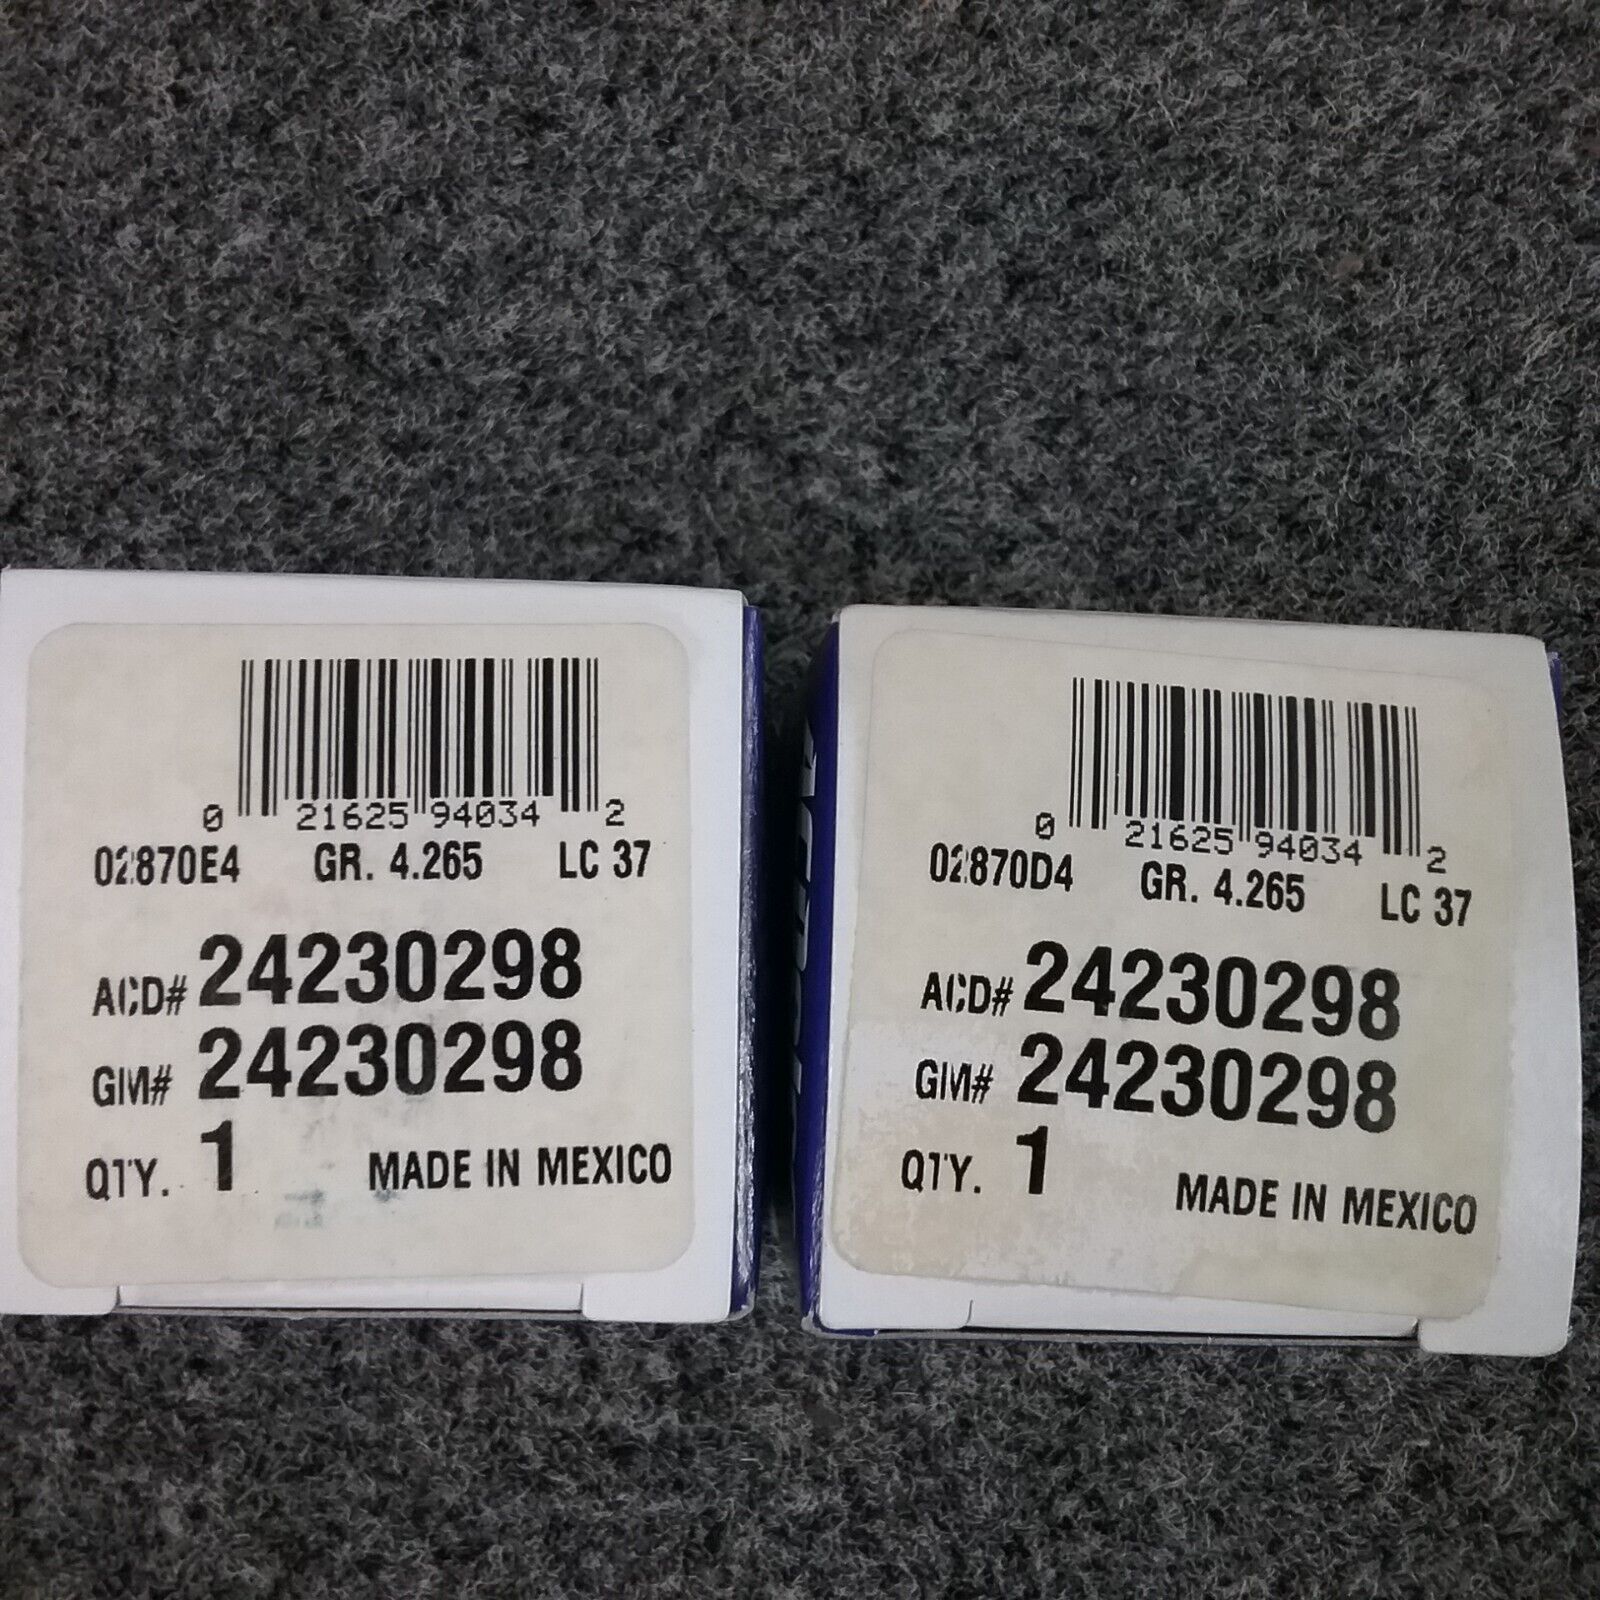 0 21625 94034 2
02870E4 GR. 4.265 LC 37
ACD# 24230298
GM# 24230298
QTY. 1 MADE IN MEXICO
0 21625 94034 2
02870D4 GR. 4.265 LC 37
ACD# 24230298
GM# 24230298
QTY. 1 MADE IN MEXICO